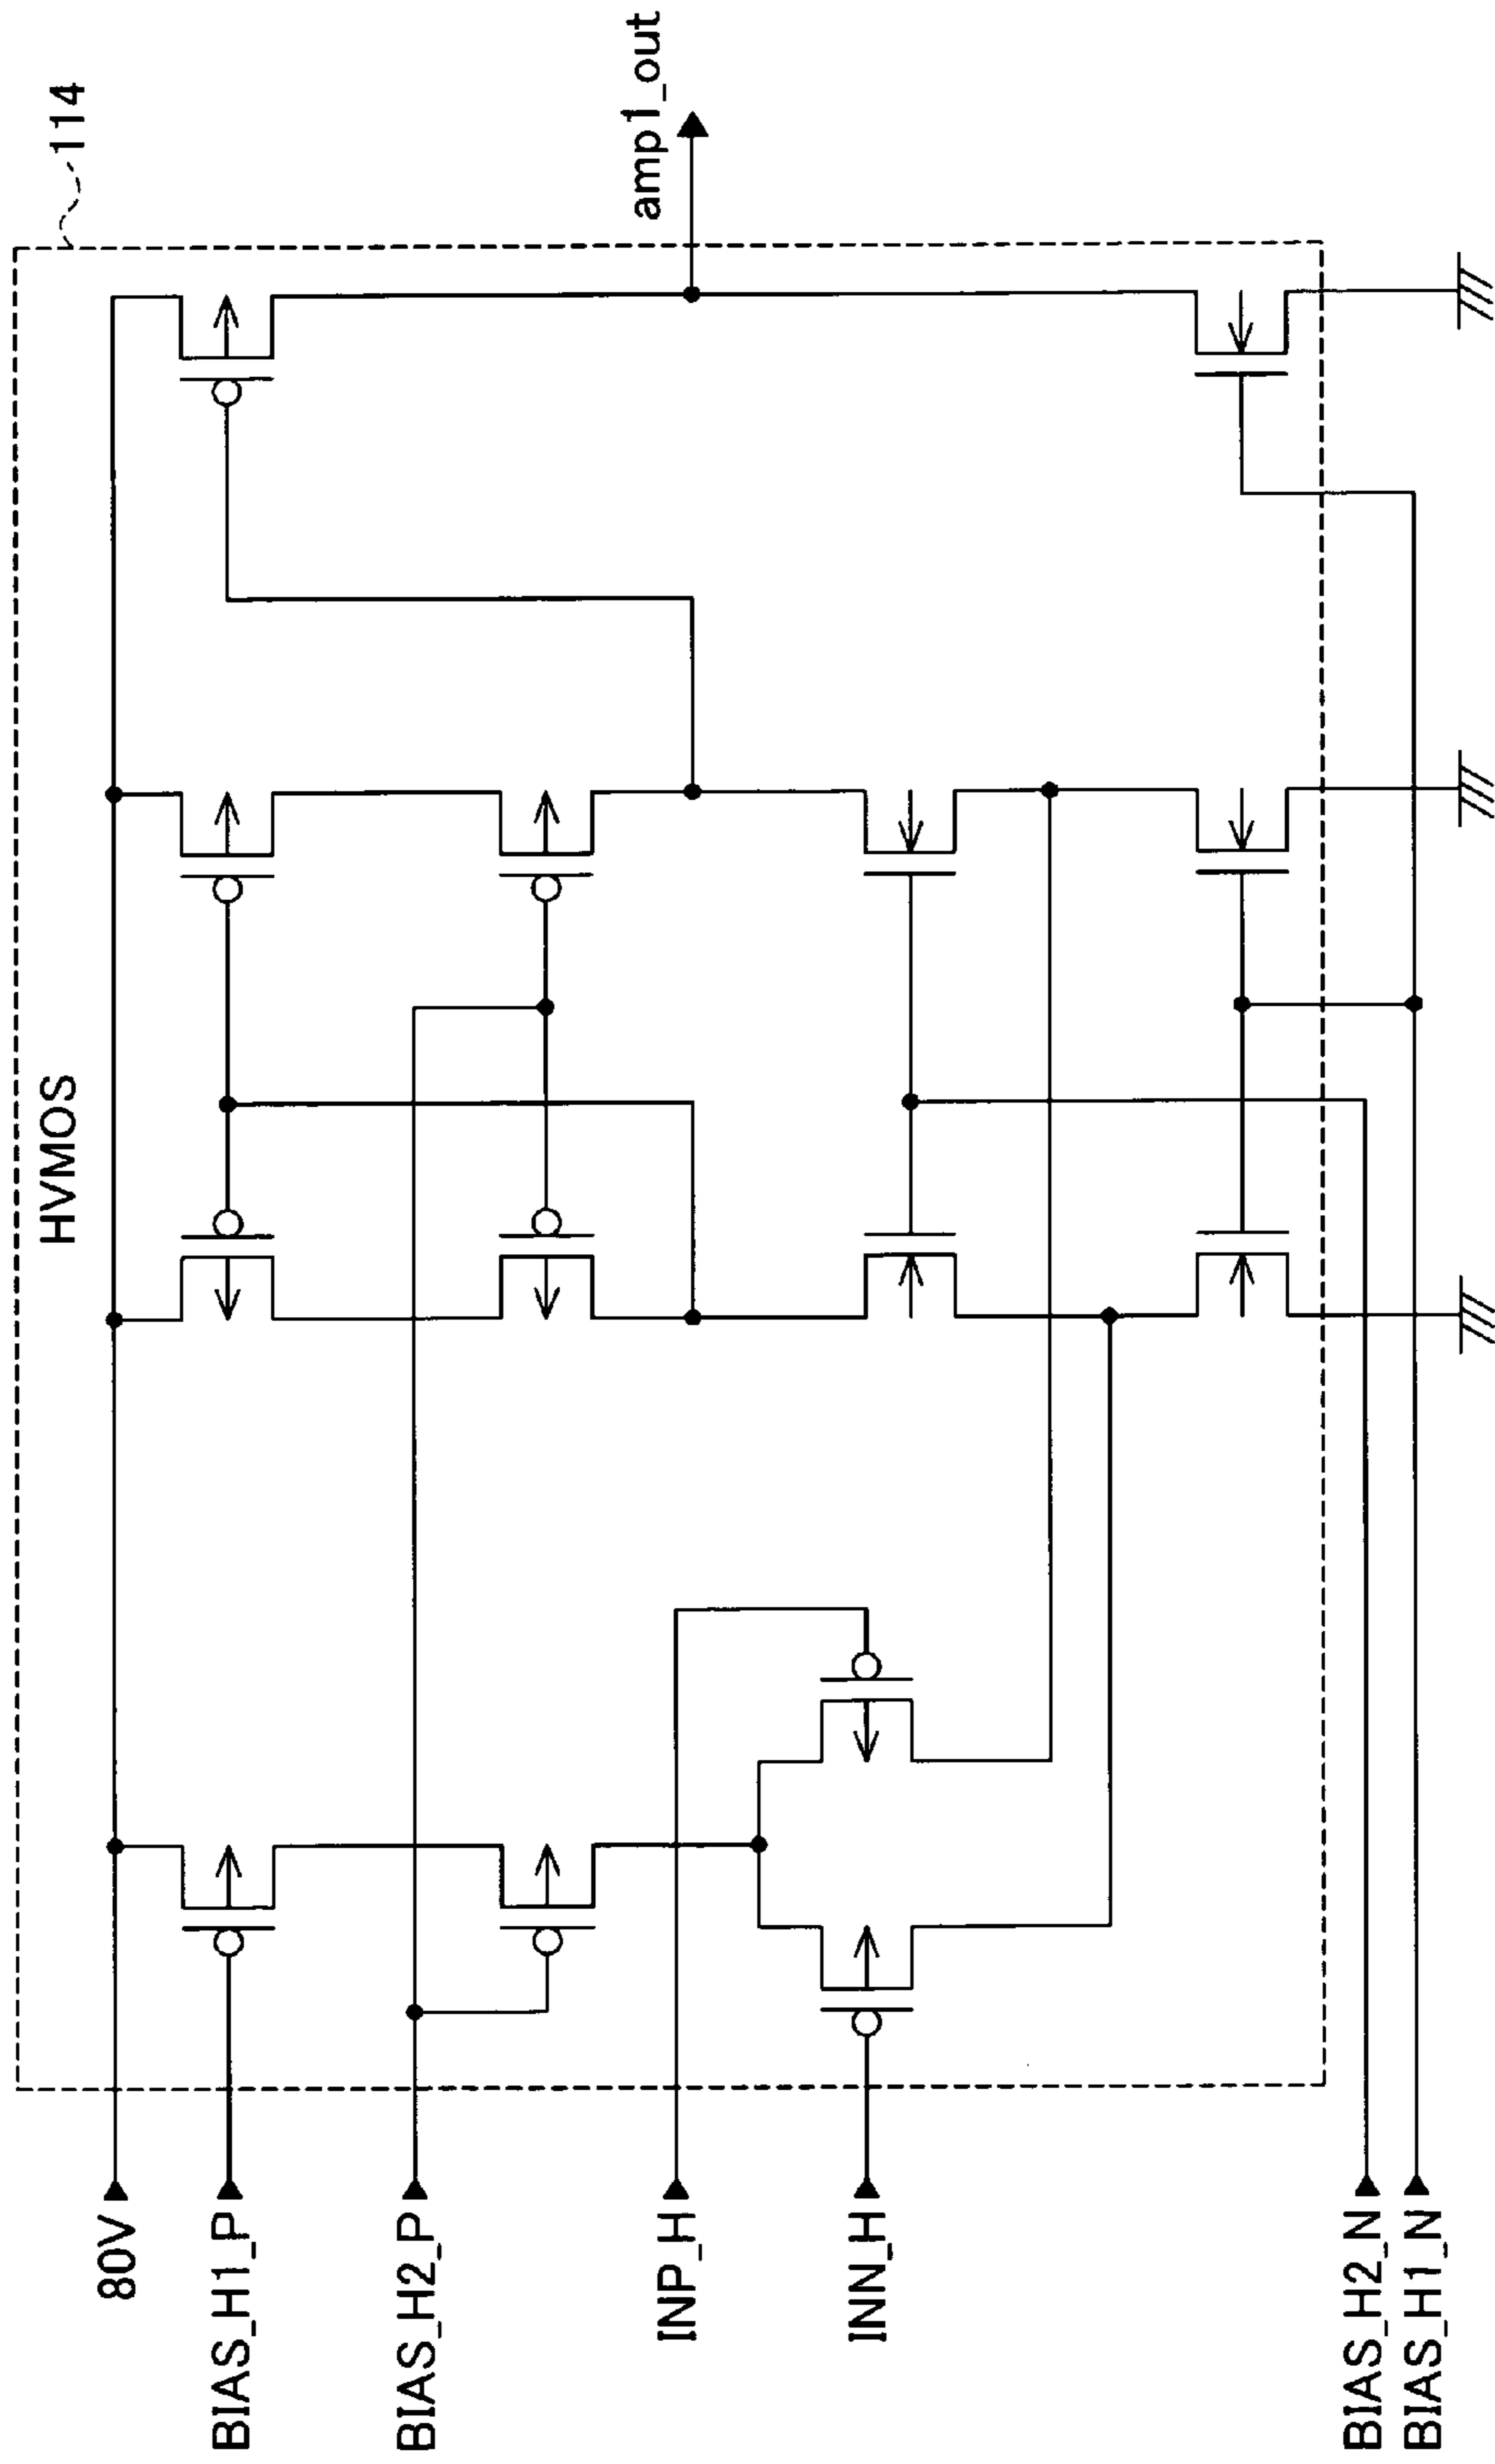 HVMOS
114
amp1_out
80V
BIAS_H1_P
BIAS_H2_P
INP_H
INN_H
BIAS_H2_N
BIAS_H1_N